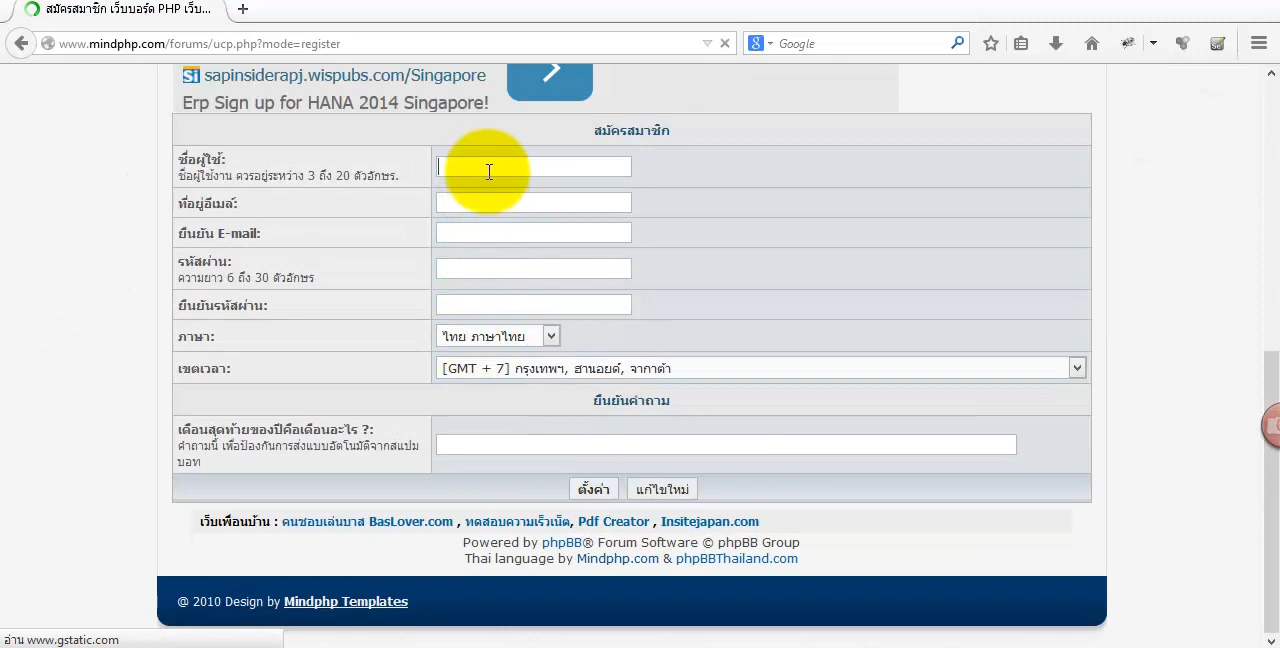 สมัครสมาชิก เว็บบอร์ด PHP เว็บ...
www.mindphp.com/forums/ucp.php?mode=register
Google
sapinsiderapj.wispubs.com/Singapore
Erp Sign up for HANA 2014 Singapore!
สมัครสมาชิก
ชื่อผู้ใช้:
ชื่อผู้ใช้งาน ควรอยู่ระหว่าง 3 ถึง 20 ตัวอักษร.
ที่อยู่อีเมล์:
ยืนยัน E-mail:
รหัสผ่าน:
ความยาว 6 ถึง 30 ตัวอักษร
ยืนยันรหัสผ่าน:
ภาษา:
ไทย ภาษาไทย
เขตเวลา:
[GMT + 7] กรุงเทพฯ, ฮานอยต์, จากาต้า
ยืนยันคำถาม
เดือนสุดท้ายของปีคือเดือนอะไร ?:
คำถามนี้ เพื่อป้องกันการส่งแบบอัตโนมัติจากสแปม
บอท
ตั้งค่า
แก้ไขใหม่
เว็บเพื่อนบ้าน : คนชอบเล่นบาส BasLover.com , ทดสอบความเร็วเน็ต, Pdf Creator , Insitejapan.com
Powered by phpBB® Forum Software © phpBB Group
Thai language by Mindphp.com & phpBBThailand.com
@ 2010 Design by Mindphp Templates
อ่าน www.gstatic.com